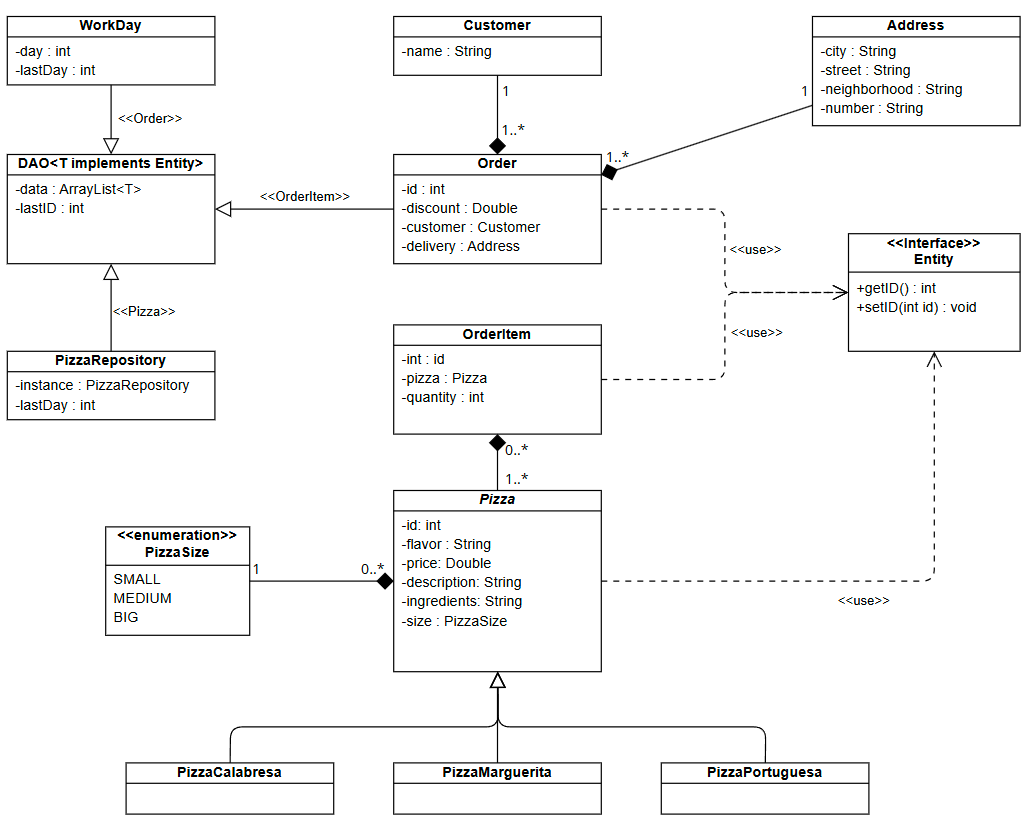 WorkDay
-day : int
-lastDay : int
Customer
-name : String
Address
-city : String
-street : String
-neighborhood : String
-number : String
<<Order>>
1
1..*
1
1..*
DAO<T implements Entity>
-data : ArrayList<T>
-lastID : int
<<OrderItem>>
Order
-id : int
-discount : Double
-customer : Customer
-delivery : Address
<<use>>
<<Interface>>
Entity
+getID() : int
+setID(int id) : void
<<Pizza>>
<<use>>
OrderItem
-int : id
-pizza : Pizza
-quantity : int
PizzaRepository
-instance : PizzaRepository
-lastDay : int
0..*
1..*
Pizza
-id: int
-flavor : String
-price: Double
-description: String
-ingredients: String
-size : PizzaSize
<<enumeration>>
PizzaSize
SMALL
MEDIUM
BIG
1
0..*
<<use>>
PizzaCalabresa
PizzaMarguerita
PizzaPortuguesa